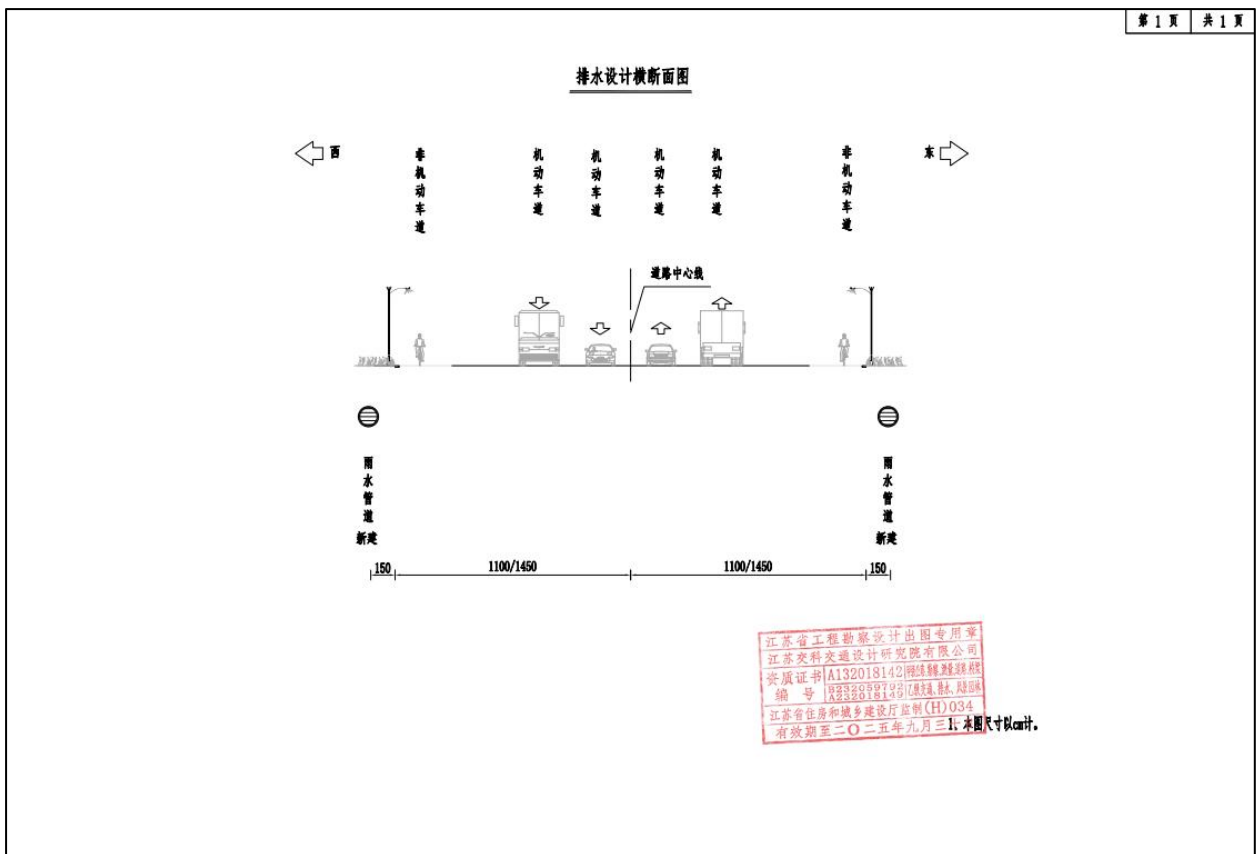 第 1 页 共 1 页
排水设计横断面图
西
非机动车道
机动车道
机动车道
机动车道
机动车道
非机动车道
东
道路中心线
雨水管道
新建
雨水管道
新建
150
1100/1450
1100/1450
150
江苏省工程勘察设计出图专用章
江苏交科交通设计研究院有限公司
资质证书
编号
A132018142
B232059792
A232018149
江苏省住房和城乡建设厅监制(H)034
有效期至二〇二五年九月三
1、本图尺寸以cm计。